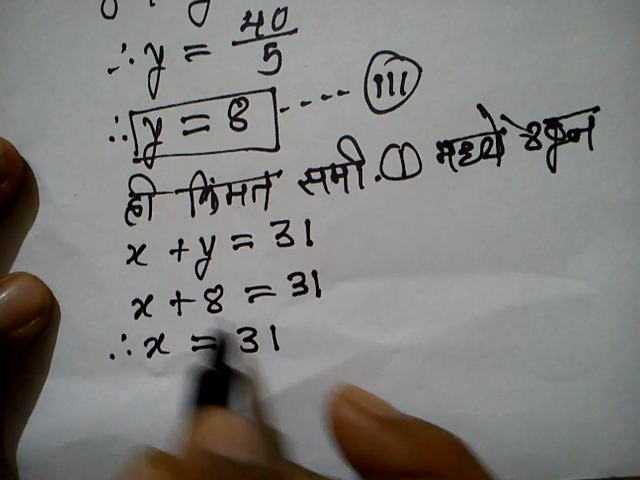 ∴ y = 40/5
∴ y = 8 ---- (III)
ही किंमत समी. (I) मध्ये ठेवून
x + y = 31
x + 8 = 31
∴ x = 31